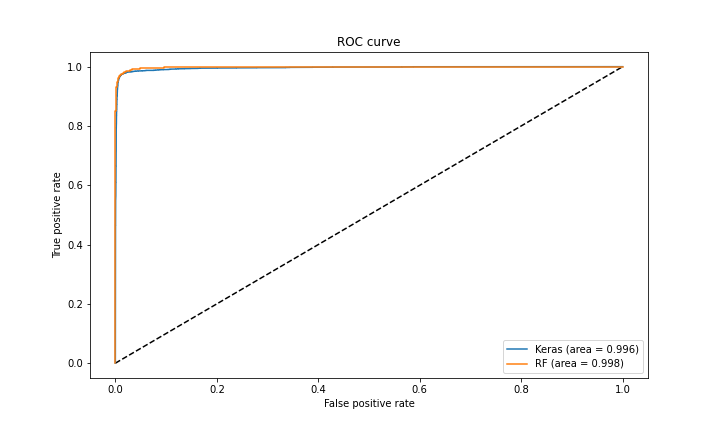 ROC curve
1.0
0.8
0.6
0.4
0.2
0.0
True positive rate
0.0 0.2 0.4 0.6 0.8 1.0
False positive rate
Keras (area = 0.996)
RF (area = 0.998)